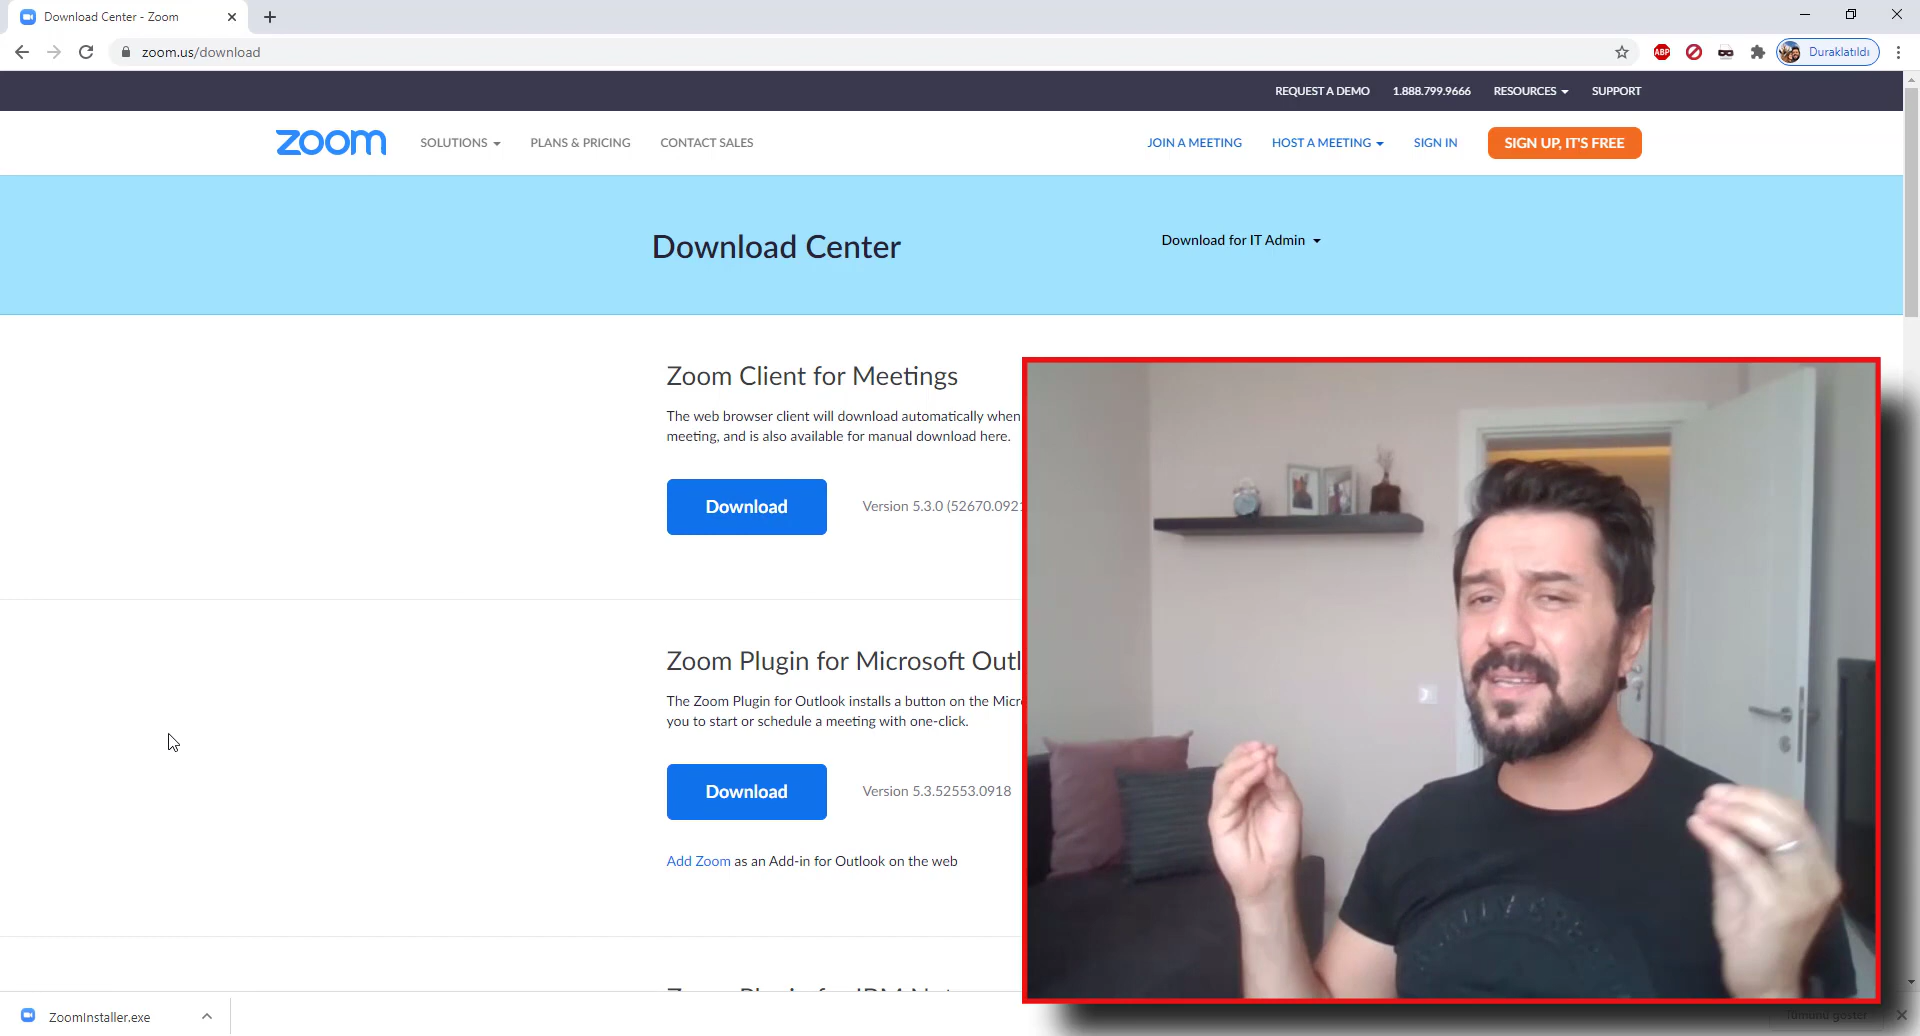 Download Center - Zoom
zoom.us/download
ABP
Duraklatıldı
REQUEST A DEMO
1.888.799.9666
RESOURCES
SUPPORT
zoom
SOLUTIONS
PLANS & PRICING
CONTACT SALES
JOIN A MEETING
HOST A MEETING
SIGN IN
SIGN UP, IT'S FREE
Download Center
Download for IT Admin
Zoom Client for Meetings
The web browser client will download automatically when
meeting, and is also available for manual download here.
Download
Version 5.3.0 (52670.092
Zoom Plugin for Microsoft Outl
The Zoom Plugin for Outlook installs a button on the Micr
you to start or schedule a meeting with one-click.
Download
Version 5.3.52553.0918
Add Zoom as an Add-in for Outlook on the web
ZoomInstaller.exe
Tümünü göster